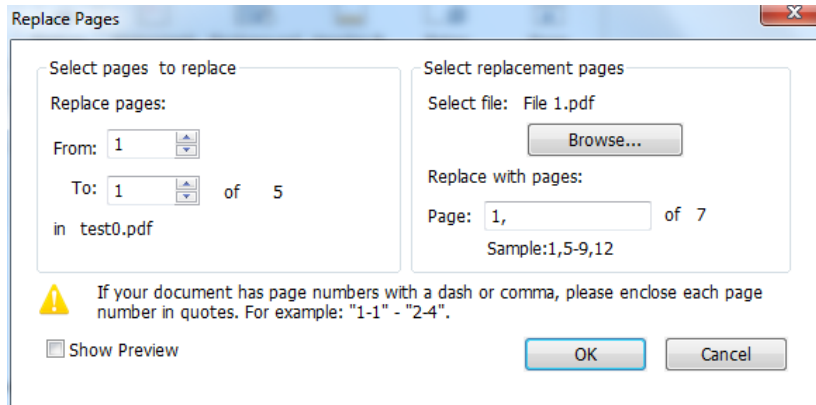 Replace Pages
Select pages to replace
Replace pages:
From: 1
To: 1 of 5
in test0.pdf
Select replacement pages
Select file: File 1.pdf
Browse...
Replace with pages:
Page: 1, of 7
Sample:1,5-9,12
If your document has page numbers with a dash or comma, please enclose each page
number in quotes. For example: "1-1" - "2-4".
Show Preview
OK
Cancel